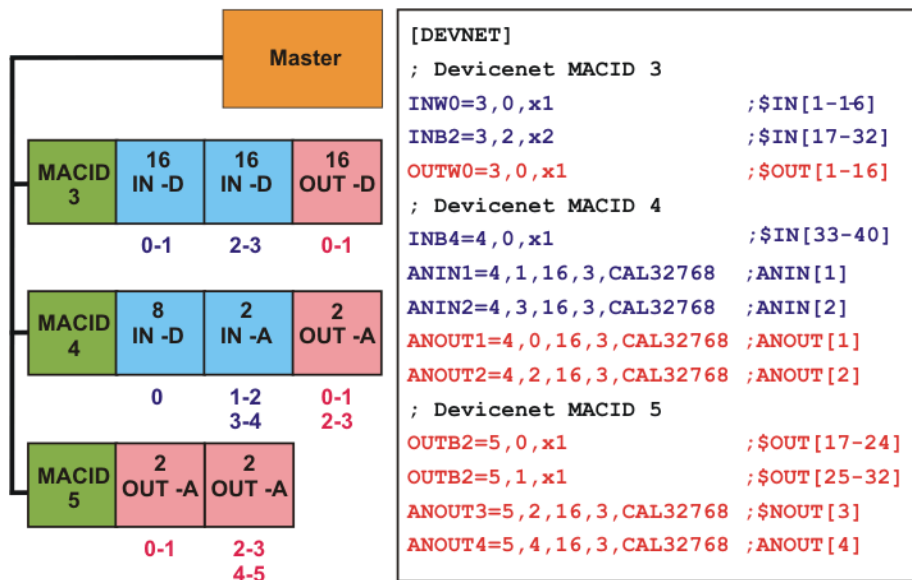 Master
MACID 3
16 IN -D
16 IN -D
16 OUT -D
0-1
2-3
0-1
MACID 4
8 IN -D
2 IN -A
2 OUT -A
0
1-2
3-4
0-1
2-3
MACID 5
2 OUT -A
2 OUT -A
0-1
2-3
4-5
[DEVNET]
; Devicenet MACID 3
INW0=3,0,x1 ;$IN[1-16]
INB2=3,2,x2 ;$IN[17-32]
OUTW0=3,0,x1 ;$OUT[1-16]
; Devicenet MACID 4
INB4=4,0,x1 ;$IN[33-40]
ANIN1=4,1,16,3,CAL32768 ;ANIN[1]
ANIN2=4,3,16,3,CAL32768 ;ANIN[2]
ANOUT1=4,0,16,3,CAL32768 ;ANOUT[1]
ANOUT2=4,2,16,3,CAL32768 ;ANOUT[2]
; Devicenet MACID 5
OUTB2=5,0,x1 ;$OUT[17-24]
OUTB2=5,1,x1 ;$OUT[25-32]
ANOUT3=5,2,16,3,CAL32768 ;$NOUT[3]
ANOUT4=5,4,16,3,CAL32768 ;ANOUT[4]